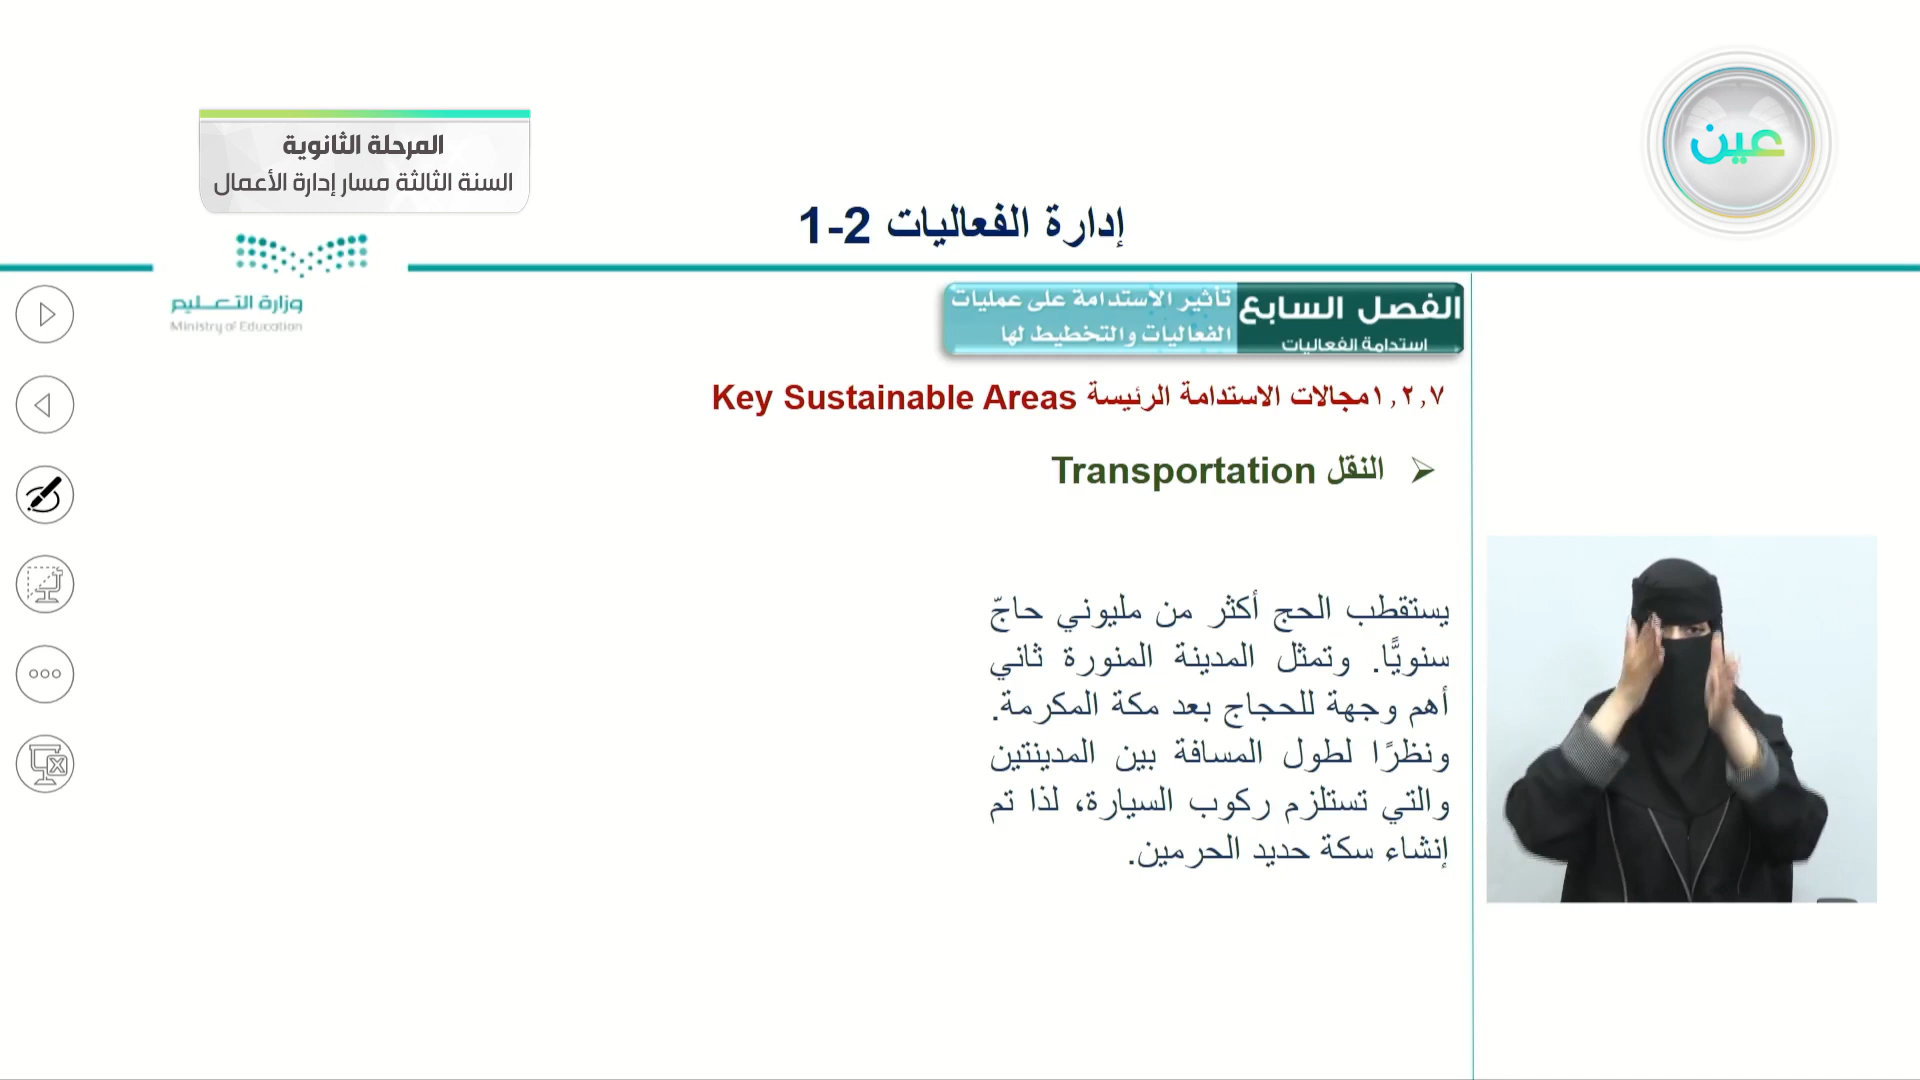 المرحلة الثانوية
السنة الثالثة مسار إدارة الأعمال
عين
إدارة الفعاليات 2-1
وزارة التعليم
Ministry of Education
الفصل السابع
استدامة الفعاليات
تأثير الاستدامة على عمليات
الفعاليات والتخطيط لها
١,٢,٧مجالات الاستدامة الرئيسة Key Sustainable Areas
النقل Transportation
يستقطب الحج أكثر من مليوني حاجّ
سنويًّا. وتمثل المدينة المنورة ثاني
أهم وجهة للحجاج بعد مكة المكرمة.
ونظرًا لطول المسافة بين المدينتين
والتي تستلزم ركوب السيارة، لذا تم
إنشاء سكة حديد الحرمين.